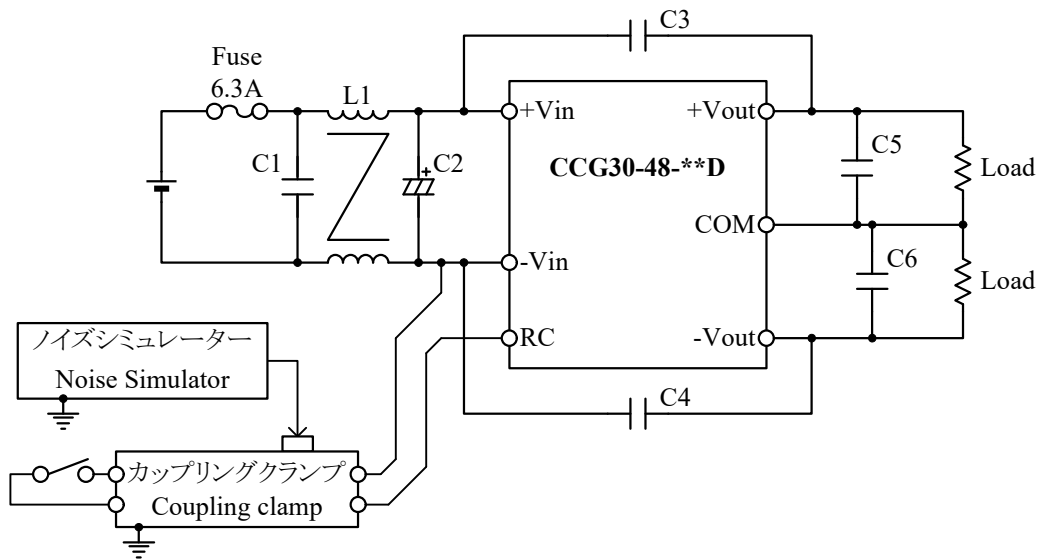 C3
Fuse
6.3A
L1
+Vin
+Vout
C1
C2
+
CCG30-48-**D
C5
Load
COM
-Vin
C6
Load
ノイズシミュレーター
Noise Simulator
RC
-Vout
C4
カップリングクランプ
Coupling clamp